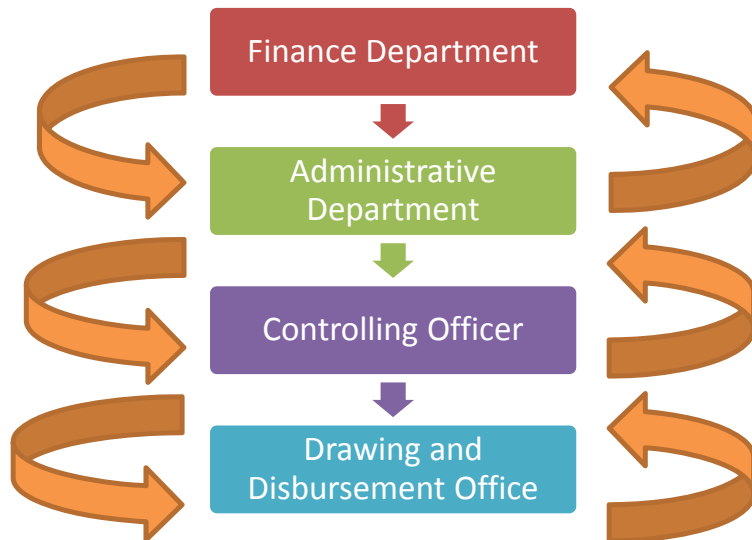 Finance Department
Administrative
Department
Controlling Officer
Drawing and
Disbursement Office